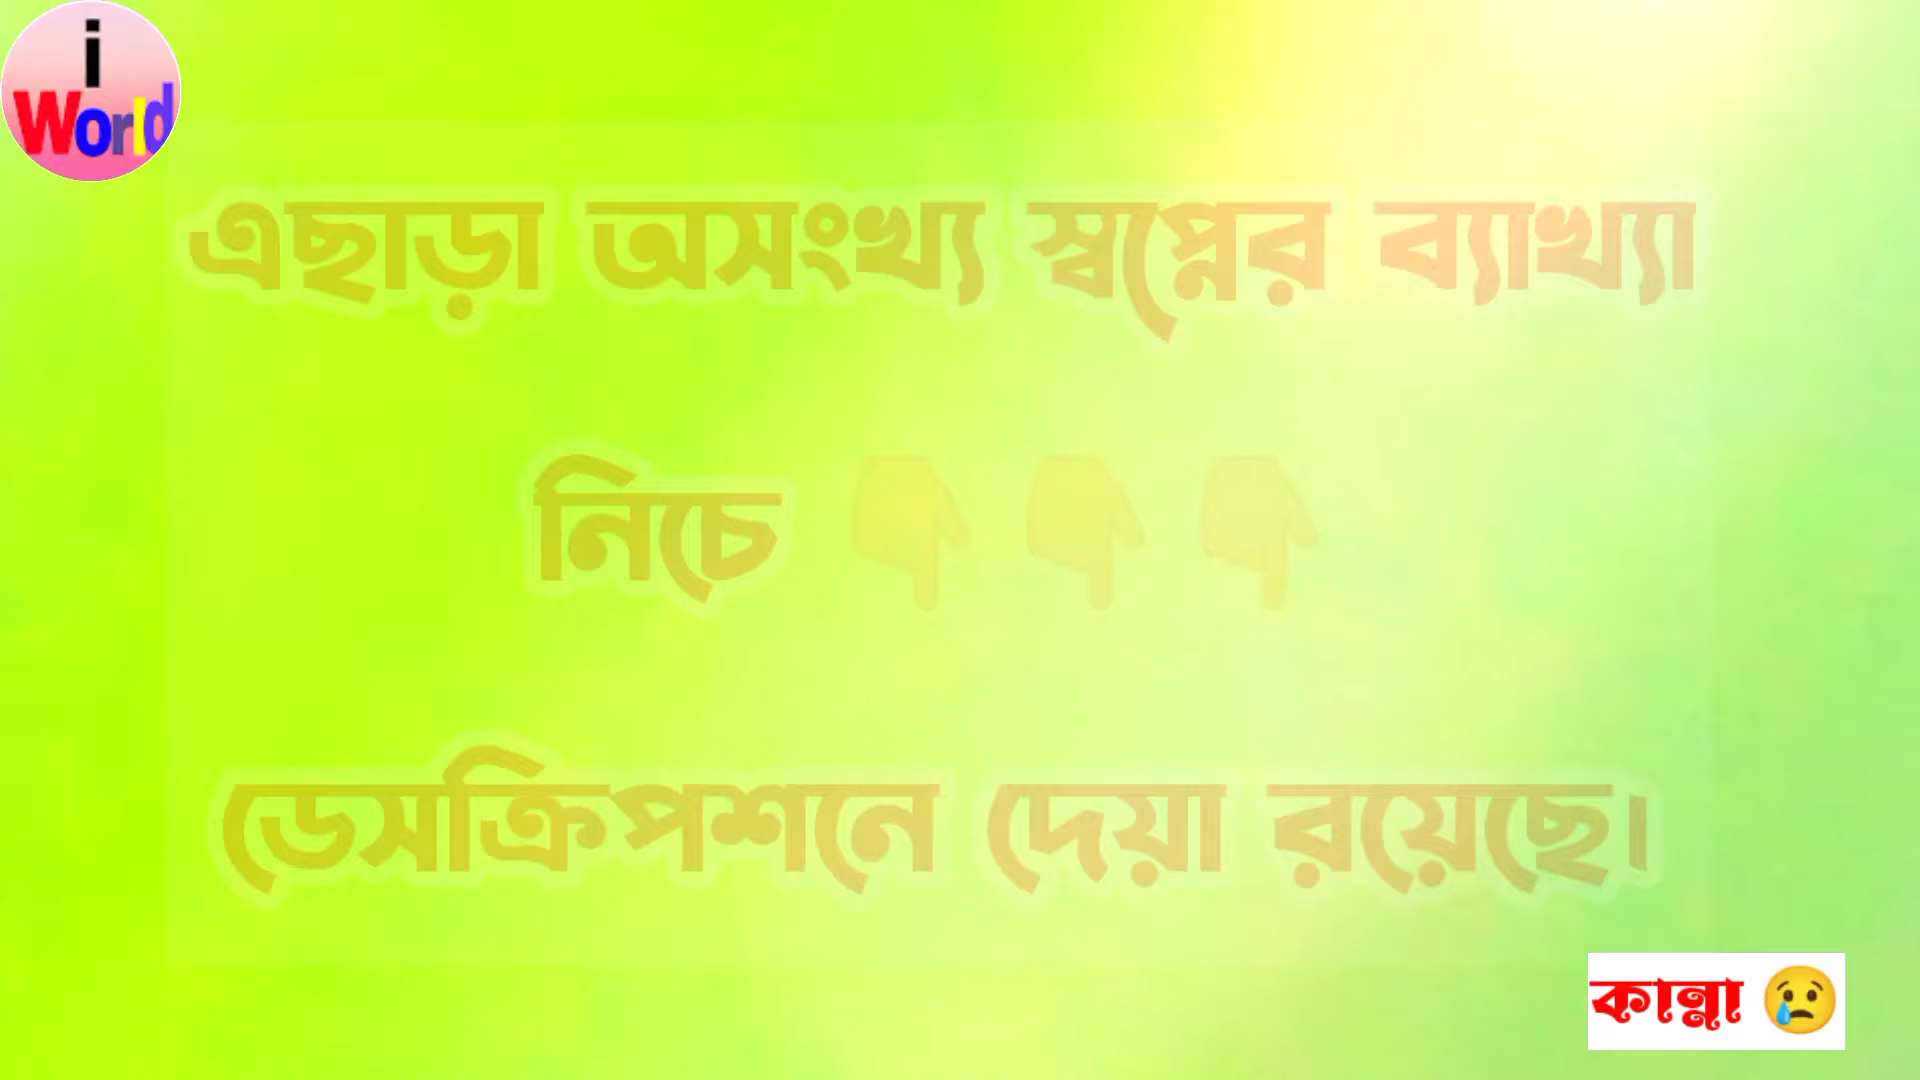 i
World
এছাড়া অসংখ্য স্বপ্নের ব্যাখ্যা
নিচে 👇👇👇
ডেসক্রিপশনে দেয়া রয়েছে।
কান্না 😢